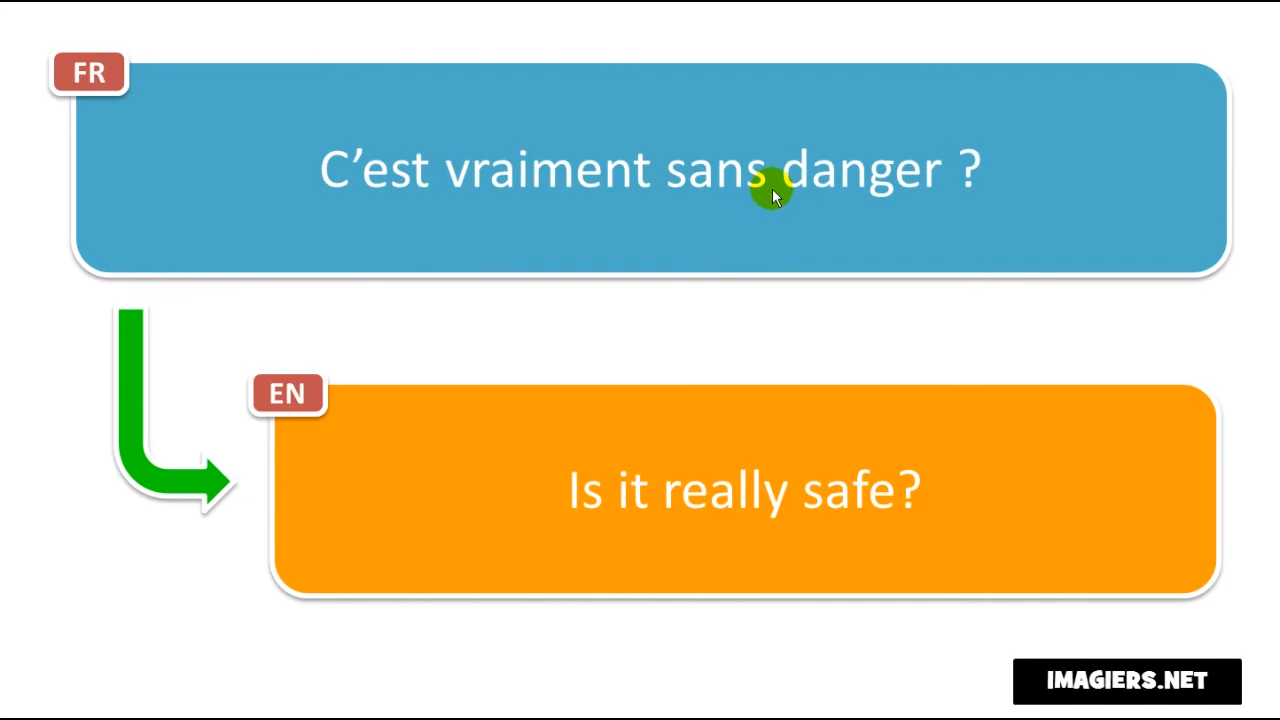 FR
C’est vraiment sans danger ?
EN
Is it really safe?
IMAGIERS.NET